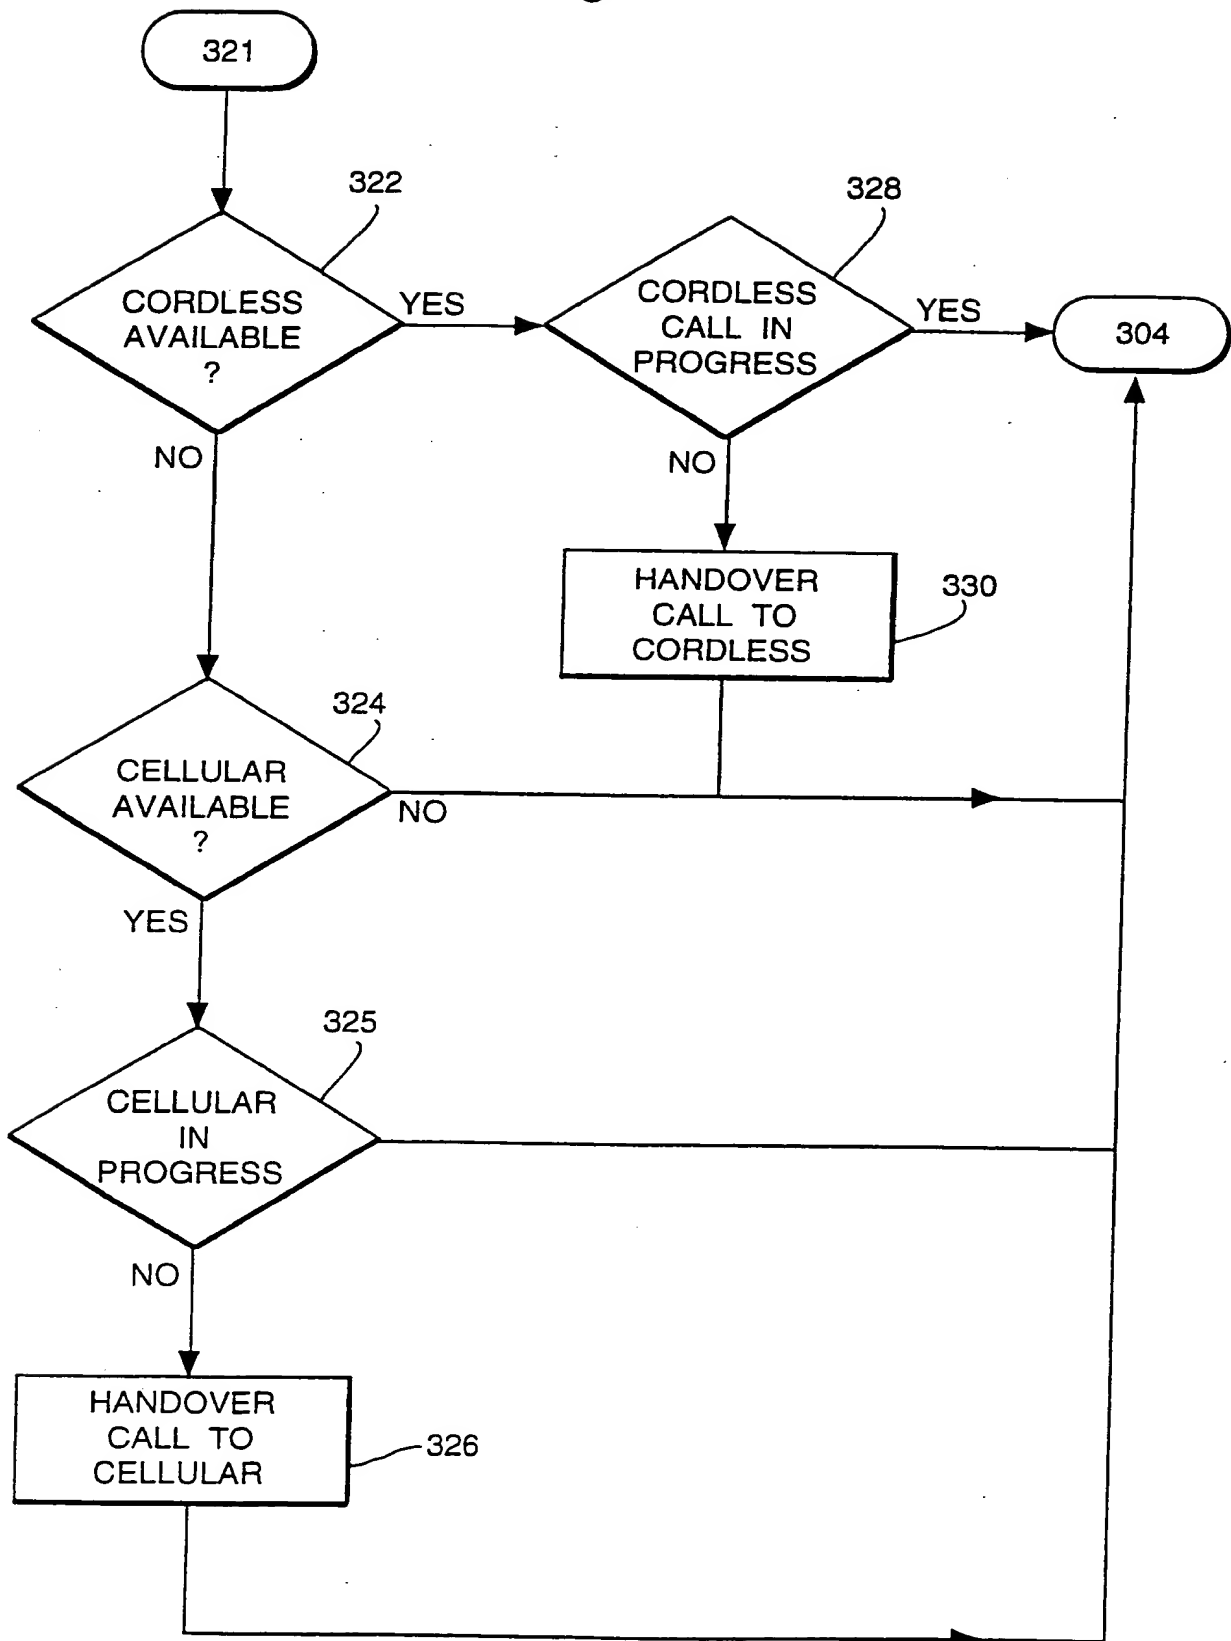 321
322
328
CORDLESS
AVAILABLE
?
YES
CORDLESS
CALL IN
PROGRESS
YES
304
NO
NO
HANDOVER
CALL TO
CORDLESS
330
324
CELLULAR
AVAILABLE
?
NO
YES
325
CELLULAR
IN
PROGRESS
NO
HANDOVER
CALL TO
CELLULAR
326